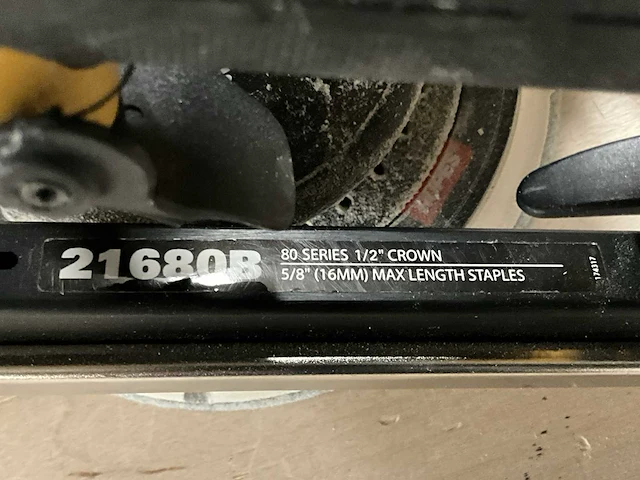 21680B
80 SERIES 1/2" CROWN
5/8" (16MM) MAX LENGTH STAPLES
174317